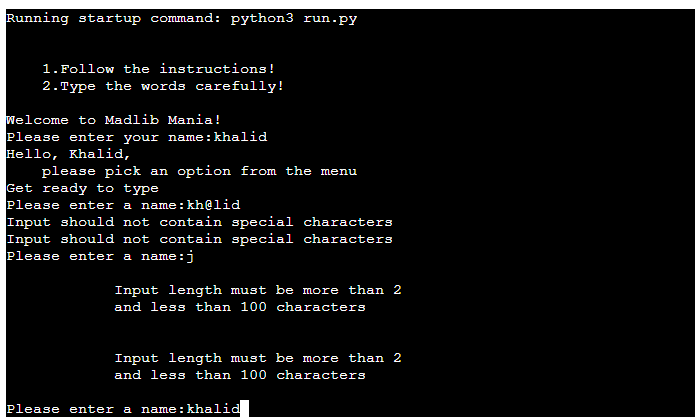 Running startup command: python3 run.py
1.Follow the instructions!
2.Type the words carefully!
Welcome to Madlib Mania!
Please enter your name:khalid
Hello, Khalid,
please pick an option from the menu
Get ready to type
Please enter a name:kh@lid
Input should not contain special characters
Input should not contain special characters
Please enter a name:j
Input length must be more than 2
and less than 100 characters
Input length must be more than 2
and less than 100 characters
Please enter a name:khalid